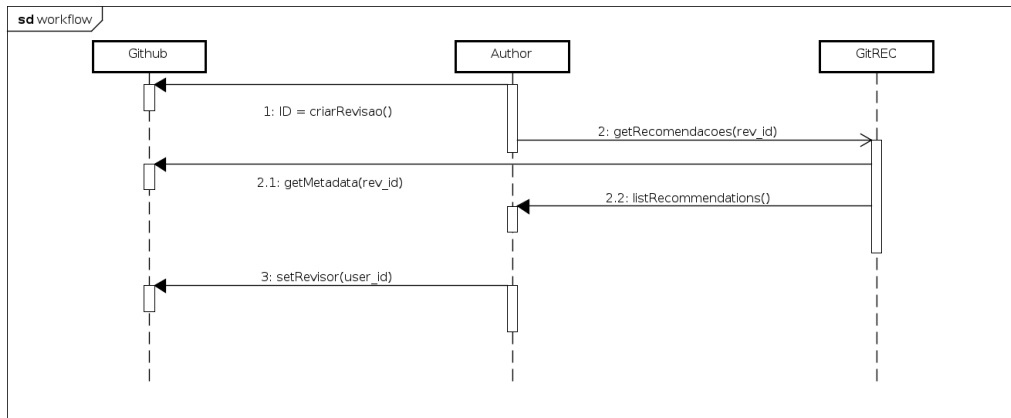 sd workflow
Github
Author
GitREC
1: ID = criarRevisao()
2: getRecomendacoes(rev_id)
2.1: getMetadata(rev_id)
2.2: listRecommendations()
3: setRevisor(user_id)